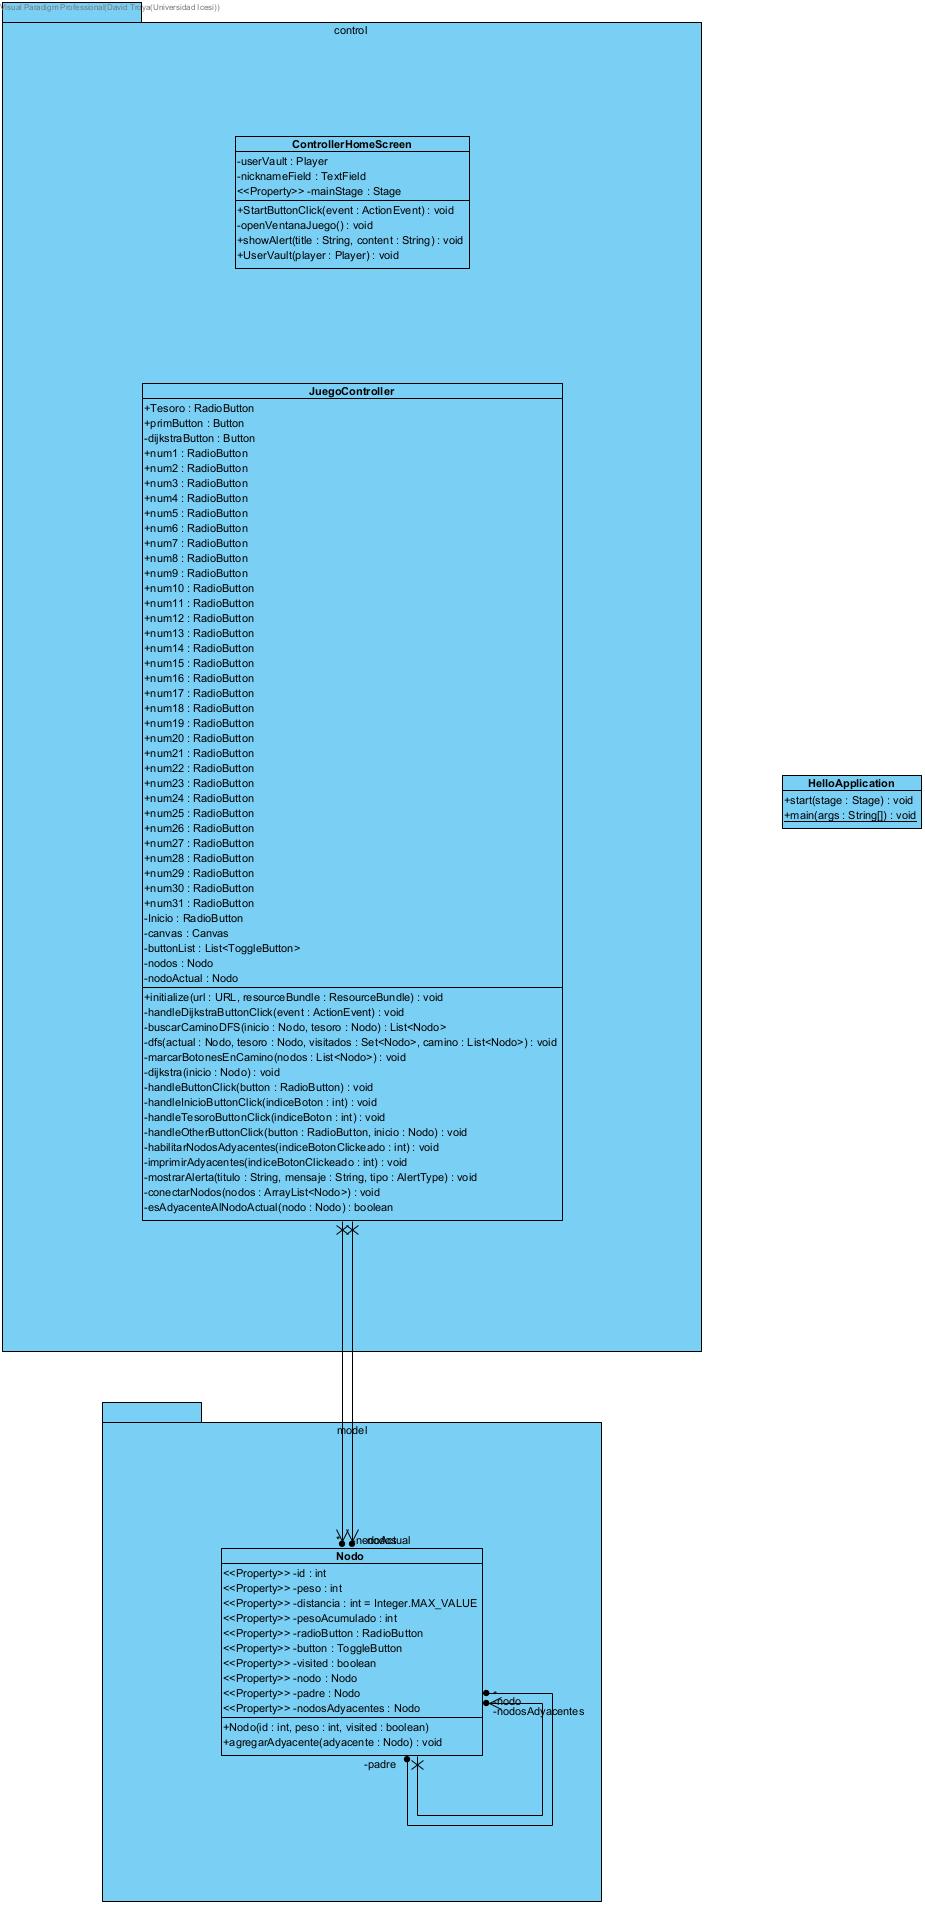 Visual Paradigm Professional(David Troya(Universidad Icesi))
control
ControllerHomeScreen
-userVault : Player
-nicknameField : TextField
<<Property>> -mainStage : Stage
+StartButtonClick(event : ActionEvent) : void
-openVentanaJuego() : void
+showAlert(title : String, content : String) : void
+UserVault(player : Player) : void
JuegoController
+Tesoro : RadioButton
+primButton : Button
-dijkstraButton : Button
+num1 : RadioButton
+num2 : RadioButton
+num3 : RadioButton
+num4 : RadioButton
+num5 : RadioButton
+num6 : RadioButton
+num7 : RadioButton
+num8 : RadioButton
+num9 : RadioButton
+num10 : RadioButton
+num11 : RadioButton
+num12 : RadioButton
+num13 : RadioButton
+num14 : RadioButton
+num15 : RadioButton
+num16 : RadioButton
+num17 : RadioButton
+num18 : RadioButton
+num19 : RadioButton
+num20 : RadioButton
+num21 : RadioButton
+num22 : RadioButton
+num23 : RadioButton
+num24 : RadioButton
+num25 : RadioButton
+num26 : RadioButton
+num27 : RadioButton
+num28 : RadioButton
+num29 : RadioButton
+num30 : RadioButton
+num31 : RadioButton
-Inicio : RadioButton
-canvas : Canvas
-buttonList : List<ToggleButton>
-nodos : Nodo
-nodoActual : Nodo
+initialize(url : URL, resourceBundle : ResourceBundle) : void
-handleDijkstraButtonClick(event : ActionEvent) : void
-buscarCaminoDFS(inicio : Nodo, tesoro : Nodo) : List<Nodo>
-dfs(actual : Nodo, tesoro : Nodo, visitados : Set<Nodo>, camino : List<Nodo>) : void
-marcarBotonesEnCamino(nodos : List<Nodo>) : void
-dijkstra(inicio : Nodo) : void
-handleButtonClick(button : RadioButton) : void
-handleInicioButtonClick(indiceBoton : int) : void
-handleTesoroButtonClick(indiceBoton : int) : void
-handleOtherButtonClick(button : RadioButton, inicio : Nodo) : void
-habilitarNodosAdyacentes(indiceBotonClickeado : int) : void
-imprimirAdyacentes(indiceBotonClickeado : int) : void
-mostrarAlerta(titulo : String, mensaje : String, tipo : AlertType) : void
-conectarNodos(nodos : ArrayList<Nodo>) : void
-esAdyacenteAlNodoActual(nodo : Nodo) : boolean
HelloApplication
+start(stage : Stage) : void
+main(args : String[]) : void
model
Nodo
<<Property>> -id : int
<<Property>> -peso : int
<<Property>> -distancia : int = Integer.MAX_VALUE
<<Property>> -pesoAcumulado : int
<<Property>> -radioButton : RadioButton
<<Property>> -button : ToggleButton
<<Property>> -visited : boolean
<<Property>> -nodo : Nodo
<<Property>> -padre : Nodo
<<Property>> -nodosAdyacentes : Nodo
+Nodo(id : int, peso : int, visited : boolean)
+agregarAdyacente(adyacente : Nodo) : void
-nodo
-nodosAdyacentes
-padre